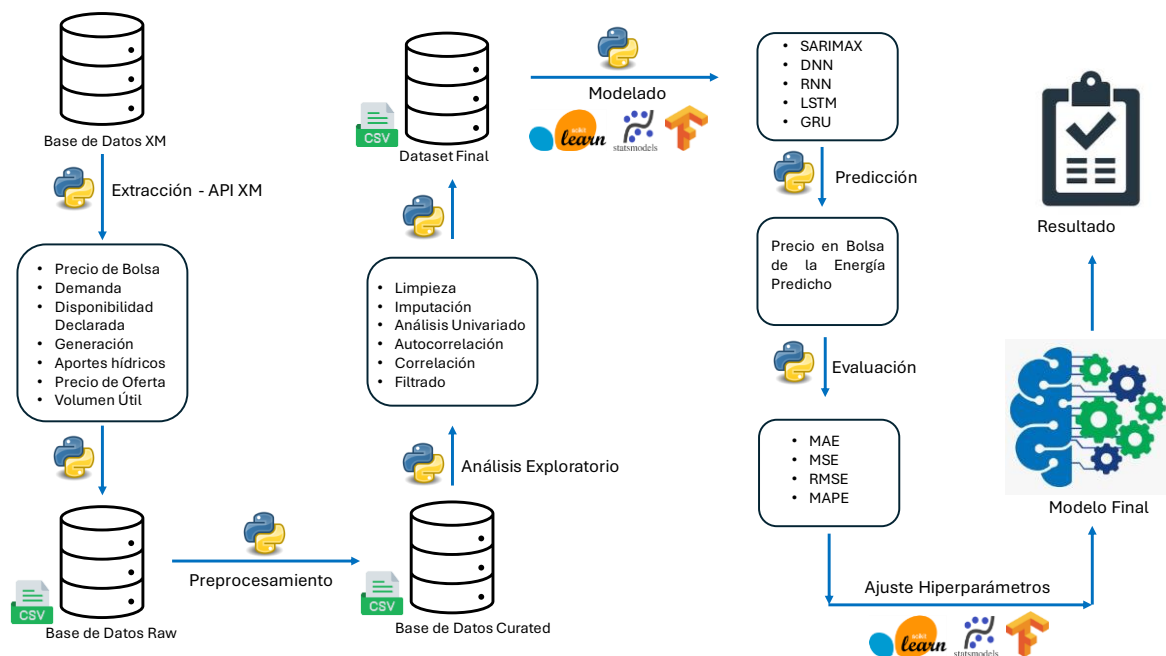 Base de Datos XM
Extracción - API XM
• Precio de Bolsa
• Demanda
• Disponibilidad
Declarada
• Generación
• Aportes hídricos
• Precio de Oferta
• Volumen Útil
CSV
Base de Datos Raw
Preprocesamiento
CSV
Base de Datos Curated
Análisis Exploratorio
• Limpieza
• Imputación
• Análisis Univariado
• Autocorrelación
• Correlación
• Filtrado
CSV
Dataset Final
Modelado
scikit
learn
statsmodels
• SARIMAX
• DNN
• RNN
• LSTM
• GRU
Predicción
Precio en Bolsa
de la Energía
Predicho
Evaluación
• MAE
• MSE
• RMSE
• MAPE
Ajuste Hiperparámetros
scikit
learn
statsmodels
Modelo Final
Resultado